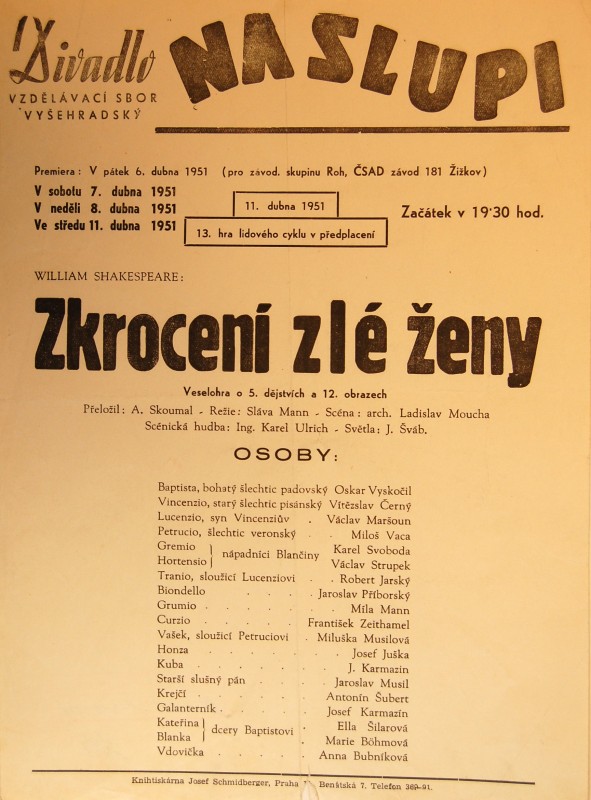 Divadlo NA SLUPI
VZDĚLÁVACÍ SBOR
VYŠEHRADSKÝ
Premiera: V pátek 6. dubna 1951 (pro závod. skupinu Roh, ČSAD závod 181 Žižkov)
V sobotu 7. dubna 1951
V neděli 8. dubna 1951
Ve středu 11. dubna 1951
11. dubna 1951
13. hra lidového cyklu v předplacení
Začátek v 19·30 hod.
WILLIAM SHAKESPEARE:
Zkrocení zlé ženy
Veselohra o 5. dějstvích a 12. obrazech
Přeložil: A. Skoumal - Režie: Sláva Mann - Scéna: arch. Ladislav Moucha
Scénická hudba: Ing. Karel Ulrich - Světla: J. Šváb.
OSOBY:
Baptista, bohatý šlechtic padovský Oskar Vyskočil
Vincenzio, starý šlechtic pisánský Vítězslav Černý
Lucenzio, syn Vincenziův . Václav Maršoun
Petrucio, šlechtic veronský . . Miloš Vaca
Gremio } nápadníci Blančiny Karel Svoboda
Hortensio } Václav Strupek
Tranio, sloužící Lucenziovi . . Robert Jarský
Biondello . . . . Jaroslav Příborský
Grumio . . . . . . Míla Mann
Curzio . . . . . František Zeithamel
Vašek, sloužící Petruciovi . Miluška Musilová
Honza . . . . . . Josef Juška
Kuba . . . . . . J. Karmazín
Starší slušný pán . . . . Jaroslav Musil
Krejčí . . . . . . Antonín Šubert
Galanterník . . . . . Josef Karmazín
Kateřina } dcery Baptistovi . Ella Šilarová
Blanka } Marie Böhmová
Vdovička . . . . . Anna Bubníková
Knihtiskárna Josef Schmidberger, Praha Benátská 7. Telefon 369-91.